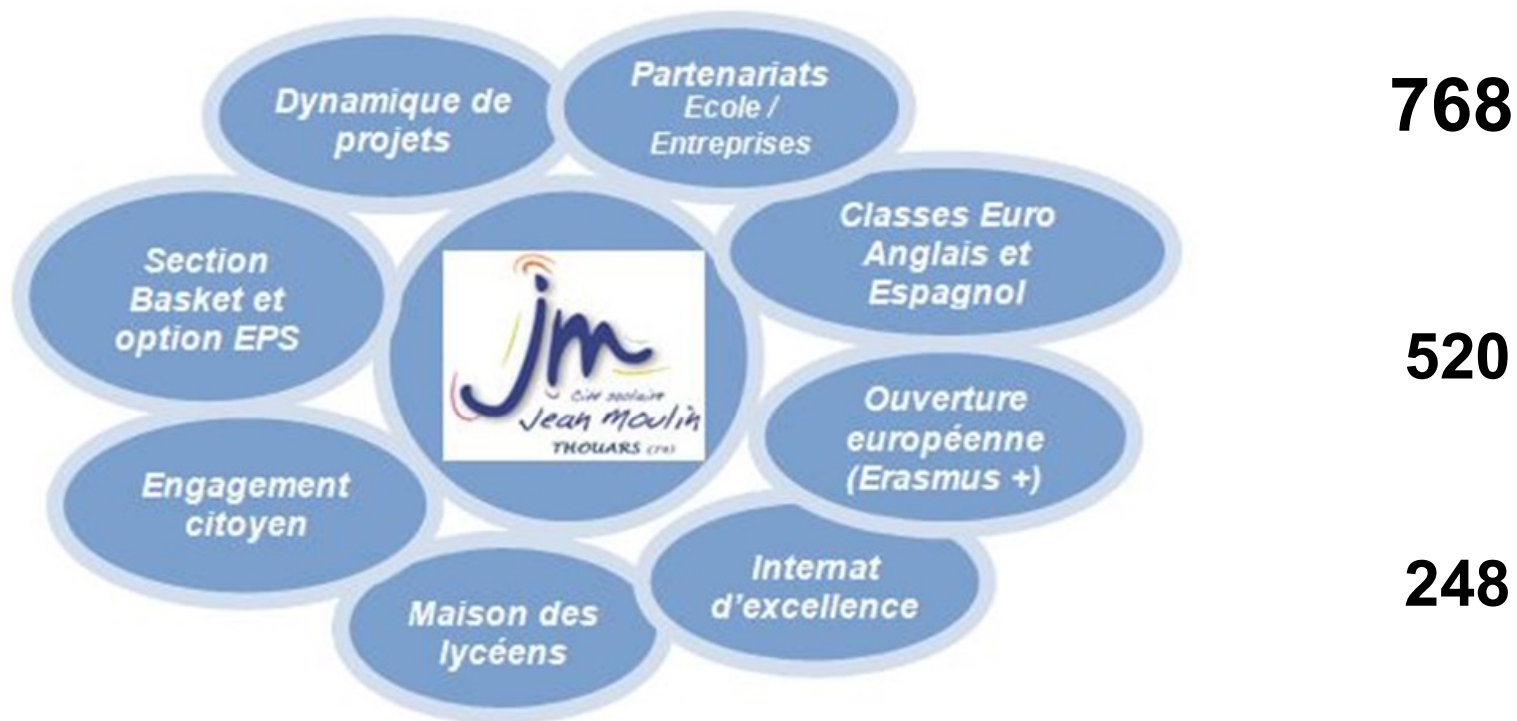 Dynamique de
projets
Partenariats
Ecole /
Entreprises
768
Classes Euro
Anglais et
Espagnol
Section
Basket et
option EPS
jm
Cité scolaire
Jean Moulin
THOUARS (79)
520
Ouverture
européenne
(Erasmus +)
Engagement
citoyen
Internat
d'excellence
248
Maison des
lycéens